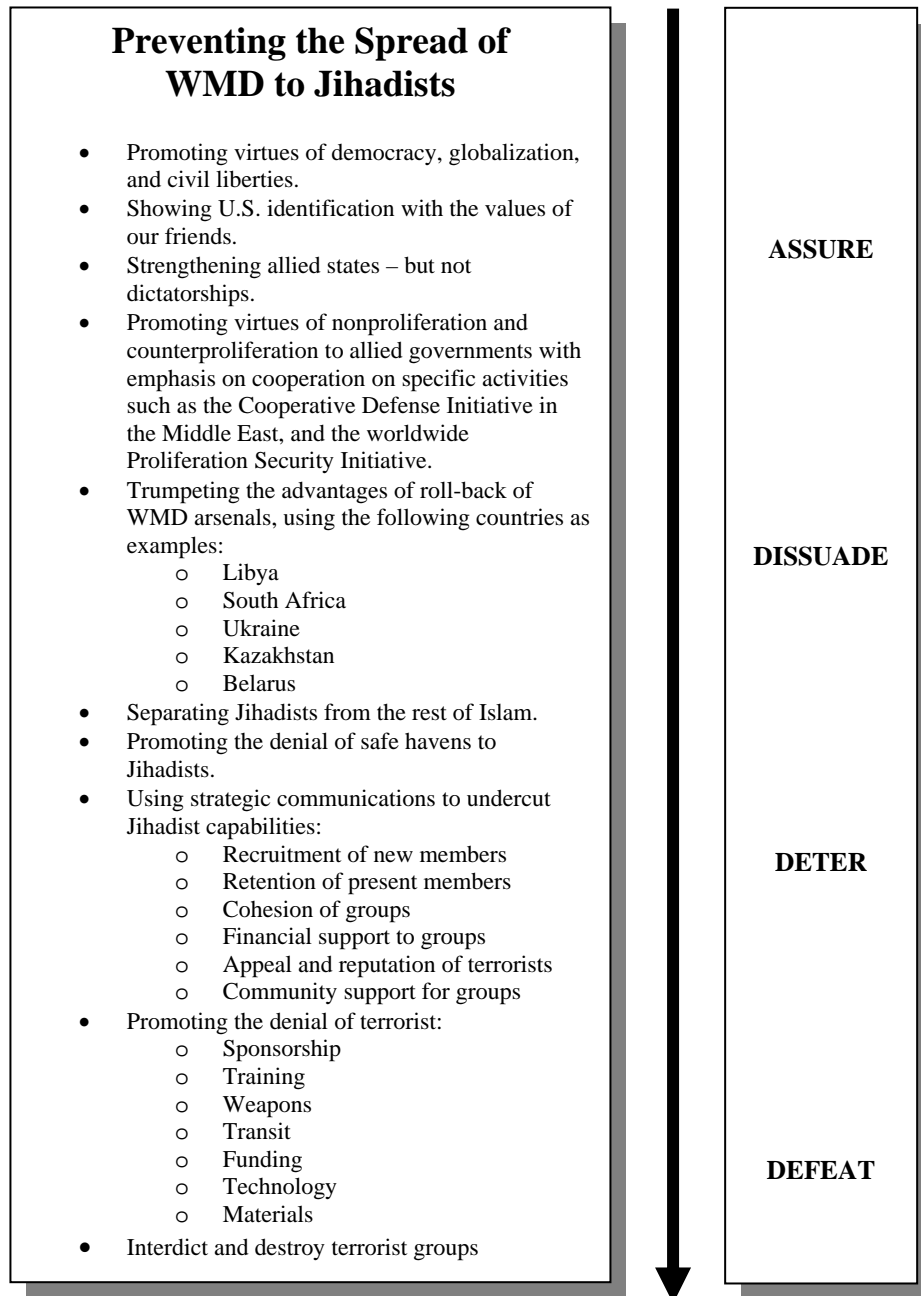 Preventing the Spread of
WMD to Jihadists
• Promoting virtues of democracy, globalization,
and civil liberties.
• Showing U.S. identification with the values of
our friends.
• Strengthening allied states – but not
dictatorships.
• Promoting virtues of nonproliferation and
counterproliferation to allied governments with
emphasis on cooperation on specific activities
such as the Cooperative Defense Initiative in
the Middle East, and the worldwide
Proliferation Security Initiative.
• Trumpeting the advantages of roll-back of
WMD arsenals, using the following countries as
examples:
o Libya
o South Africa
o Ukraine
o Kazakhstan
o Belarus
• Separating Jihadists from the rest of Islam.
• Promoting the denial of safe havens to
Jihadists.
• Using strategic communications to undercut
Jihadist capabilities:
o Recruitment of new members
o Retention of present members
o Cohesion of groups
o Financial support to groups
o Appeal and reputation of terrorists
o Community support for groups
• Promoting the denial of terrorist:
o Sponsorship
o Training
o Weapons
o Transit
o Funding
o Technology
o Materials
• Interdict and destroy terrorist groups
ASSURE
DISSUADE
DETER
DEFEAT